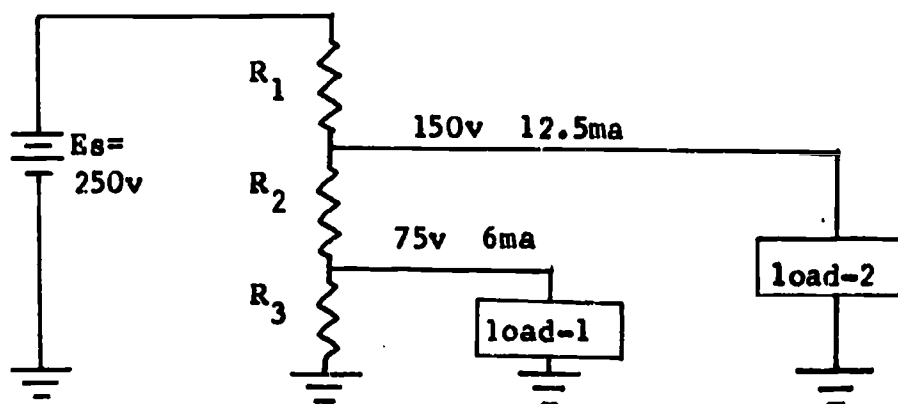 R1
150v 12.5ma
Es=
250v
R2
75v 6ma
load-2
R3
load-1